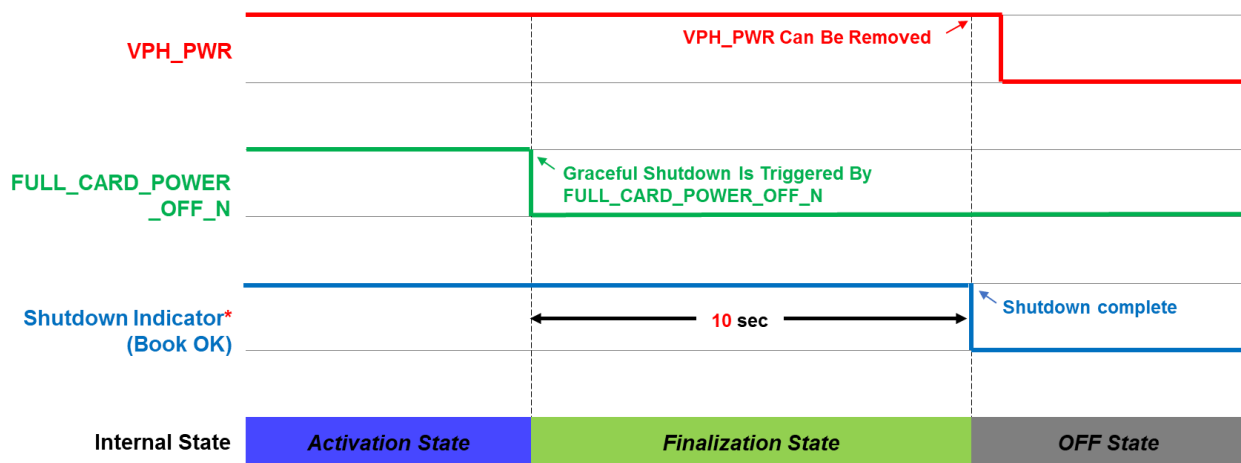 VPH_PWR
VPH_PWR Can Be Removed
FULL_CARD_POWER
_OFF_N
Graceful Shutdown Is Triggered By
FULL_CARD_POWER_OFF_N
Shutdown Indicator*
(Book OK)
10 sec
Shutdown complete
Internal State
Activation State
Finalization State
OFF State